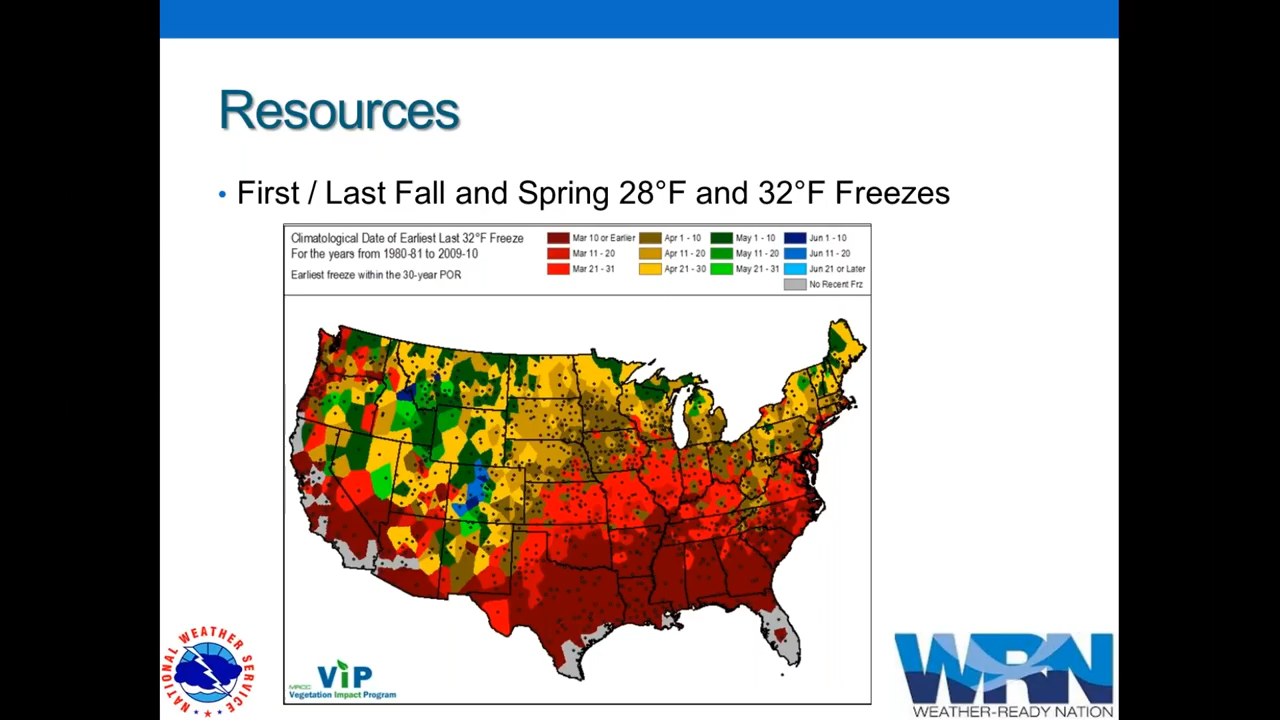 Resources
• First / Last Fall and Spring 28°F and 32°F Freezes
Climatological Date of Earliest Last 32°F Freeze
For the years from 1980-81 to 2009-10
Earliest freeze within the 30-year POR
Mar 10 or Earlier
Mar 11 - 20
Mar 21 - 31
Apr 1 - 10
Apr 11 - 20
Apr 21 - 30
May 1 - 10
May 11 - 20
May 21 - 31
Jun 1 - 10
Jun 11 - 20
Jun 21 or Later
No Recent Frz
MRCC
ViP
Vegetation Impact Program
NATIONAL WEATHER SERVICE
WRN
WEATHER-READY NATION